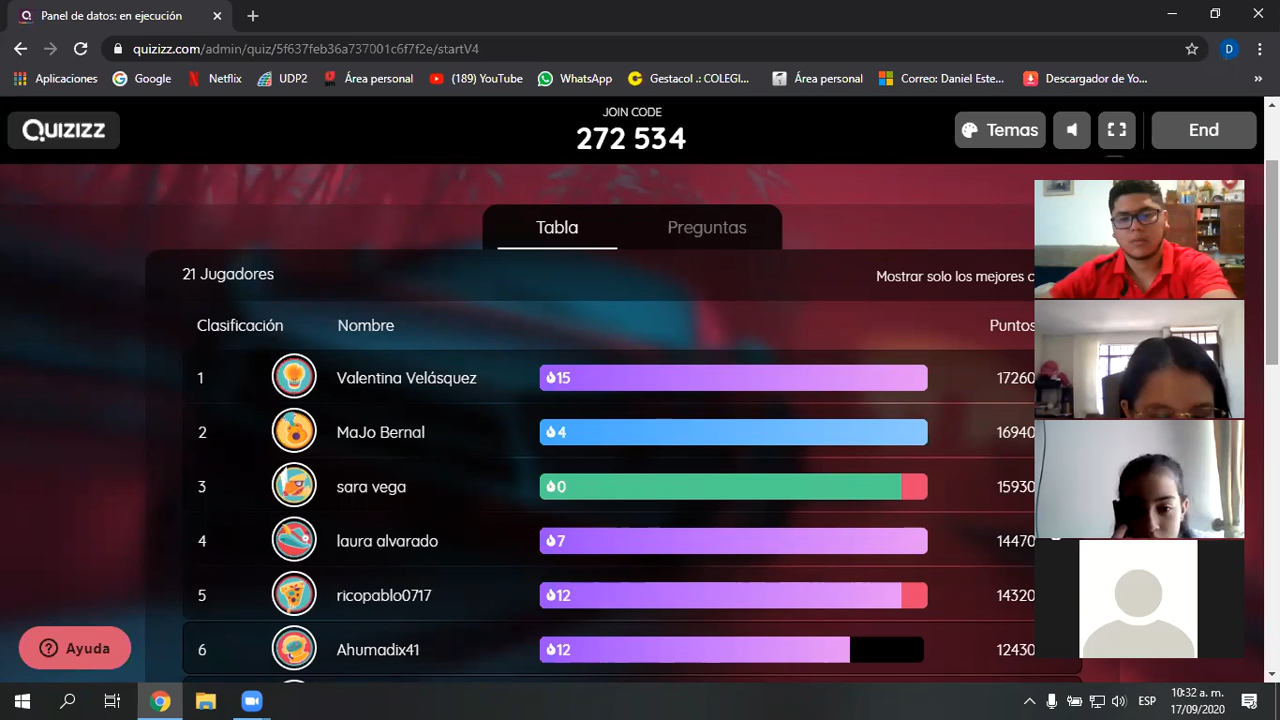 Panel de datos: en ejecución
quizizz.com/admin/quiz/5f637feb36a737001c6f7f2e/startV4
D
Aplicaciones Google Netflix UDP2 Área personal (189) YouTube WhatsApp Gestacol .: COLEGI... Área personal Correo: Daniel Este... Descargador de Yo... »
Quizizz
JOIN CODE
272 534
Temas
End
Tabla Preguntas
21 Jugadores
Mostrar solo los mejores
Clasificación Nombre Puntos
1 Valentina Velásquez 15 17260
2 MaJo Bernal 4 16940
3 sara vega 0 15930
4 laura alvarado 7 14470
5 ricopablo0717 12 14320
6 Ahumadix41 12 12430
Ayuda
ESP
10:32 a. m.
17/09/2020